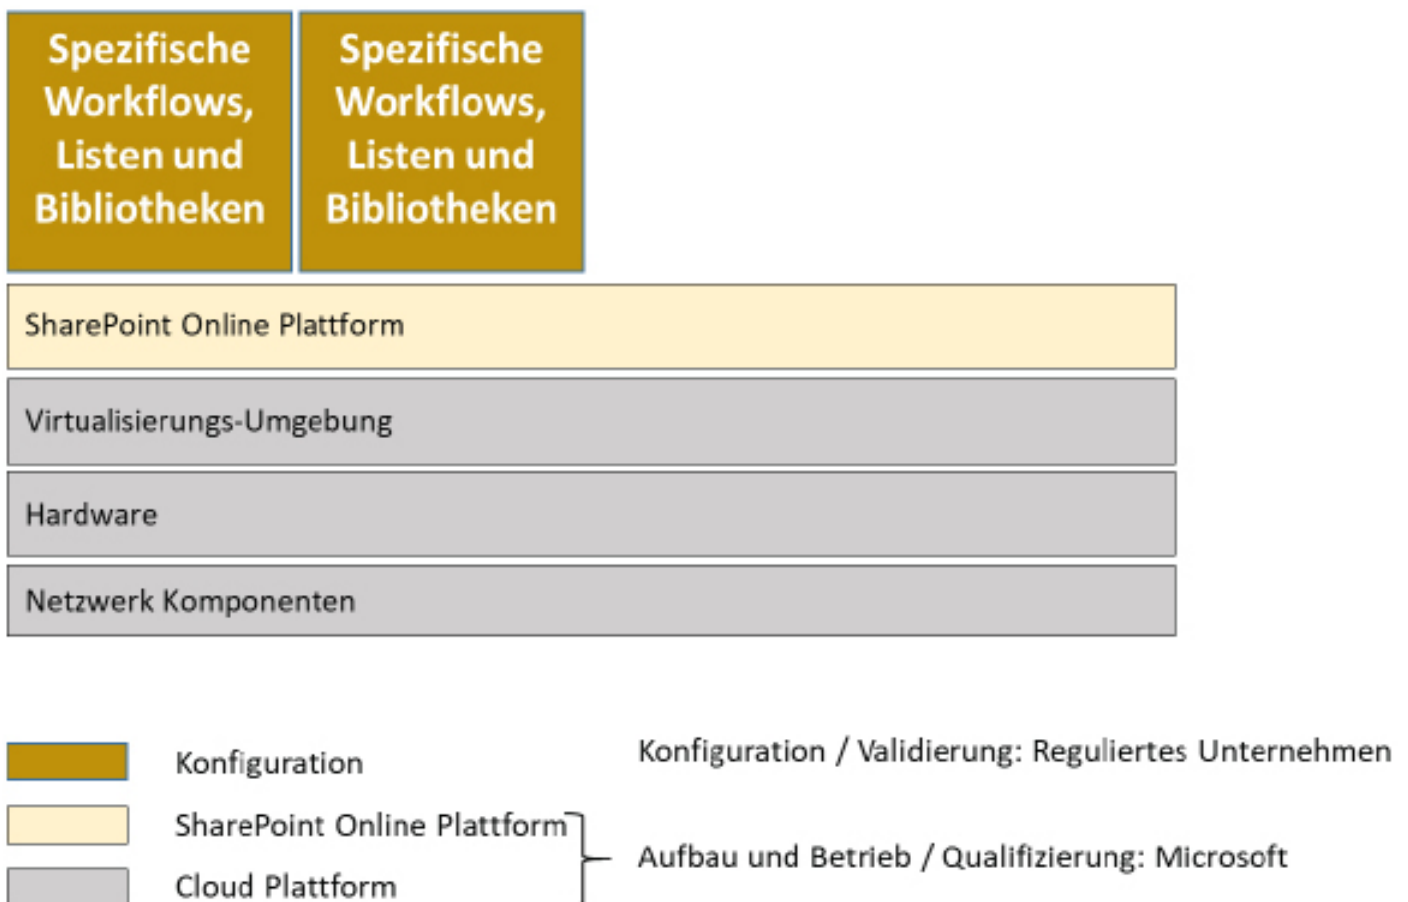 Spezifische
Workflows,
Listen und
Bibliotheken
Spezifische
Workflows,
Listen und
Bibliotheken
SharePoint Online Plattform
Virtualisierungs-Umgebung
Hardware
Netzwerk Komponenten
Konfiguration
Konfiguration / Validierung: Reguliertes Unternehmen
SharePoint Online Plattform
Aufbau und Betrieb / Qualifizierung: Microsoft
Cloud Plattform